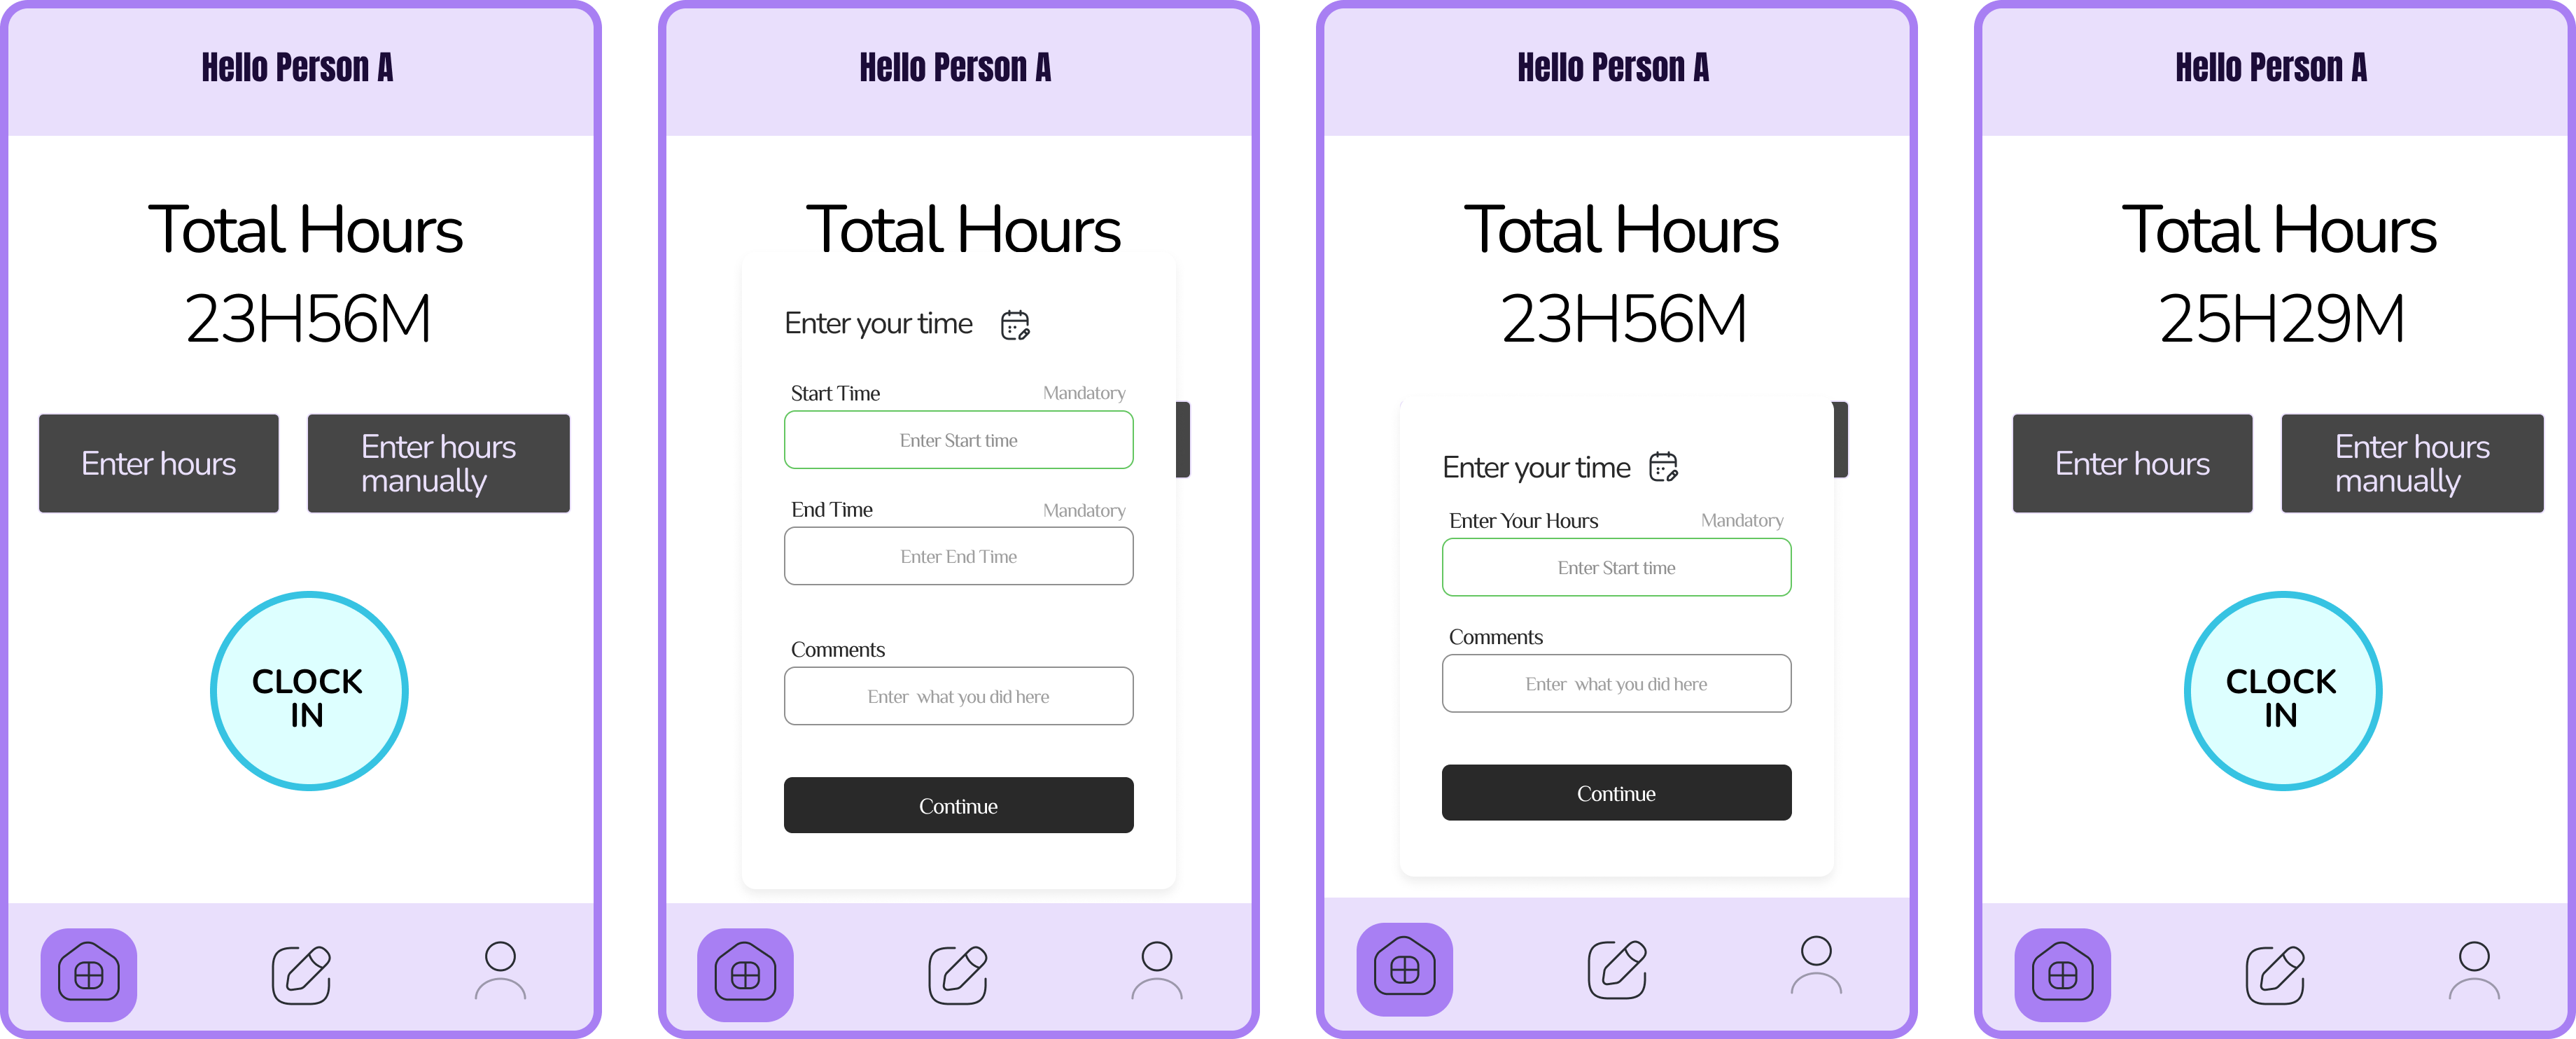 Hello Person A
Total Hours
23H56M
Enter hours
Enter hours
manually
CLOCK
IN
Hello Person A
Total Hours
Enter your time
Start Time
Mandatory
Enter Start time
End Time
Mandatory
Enter End Time
Comments
Enter  what you did here
Continue
Hello Person A
Total Hours
23H56M
Enter your time
Enter Your Hours
Mandatory
Enter Start time
Comments
Enter  what you did here
Continue
Hello Person A
Total Hours
25H29M
Enter hours
Enter hours
manually
CLOCK
IN